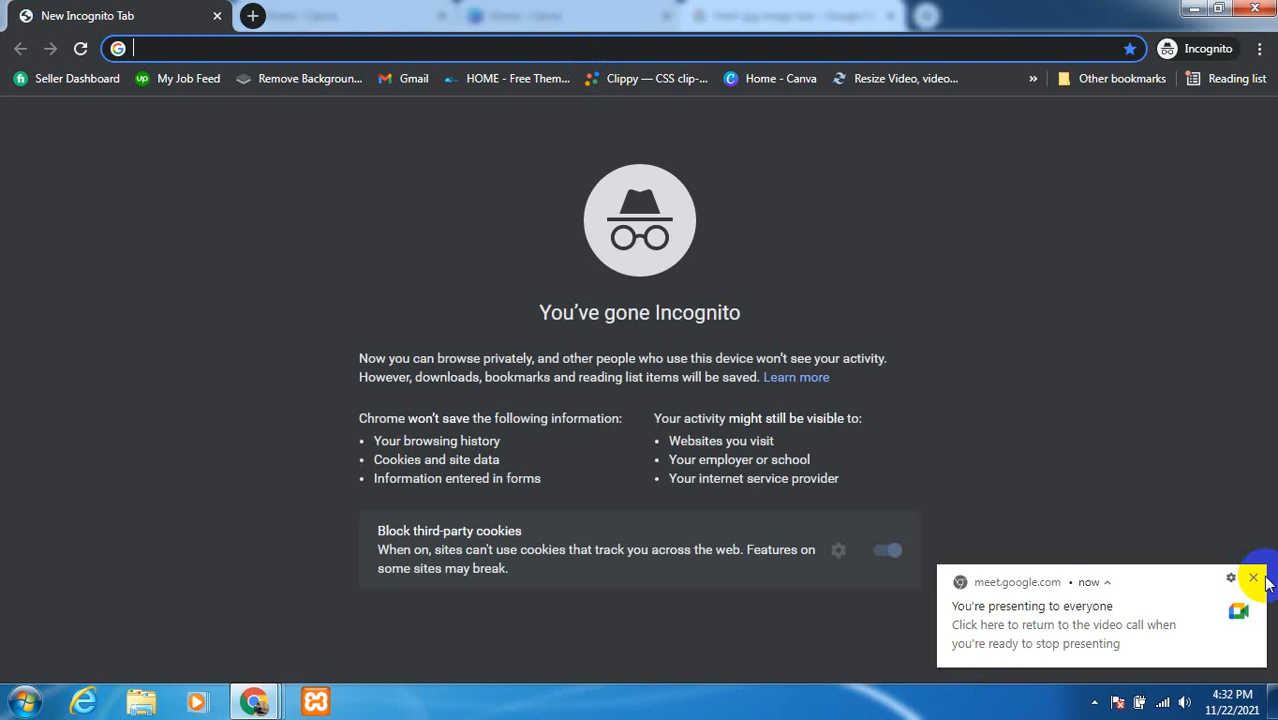 New Incognito Tab
Incognito
Seller Dashboard
My Job Feed
Remove Backgroun...
Gmail
HOME - Free Them...
Clippy — CSS clip-...
Home - Canva
Resize Video, video...
»
Other bookmarks
Reading list
You've gone Incognito
Now you can browse privately, and other people who use this device won't see your activity.
However, downloads, bookmarks and reading list items will be saved. Learn more
Chrome won't save the following information:
• Your browsing history
• Cookies and site data
• Information entered in forms
Your activity might still be visible to:
• Websites you visit
• Your employer or school
• Your internet service provider
Block third-party cookies
When on, sites can't use cookies that track you across the web. Features on
some sites may break.
meet.google.com • now
You're presenting to everyone
Click here to return to the video call when
you're ready to stop presenting
4:32 PM
11/22/2021